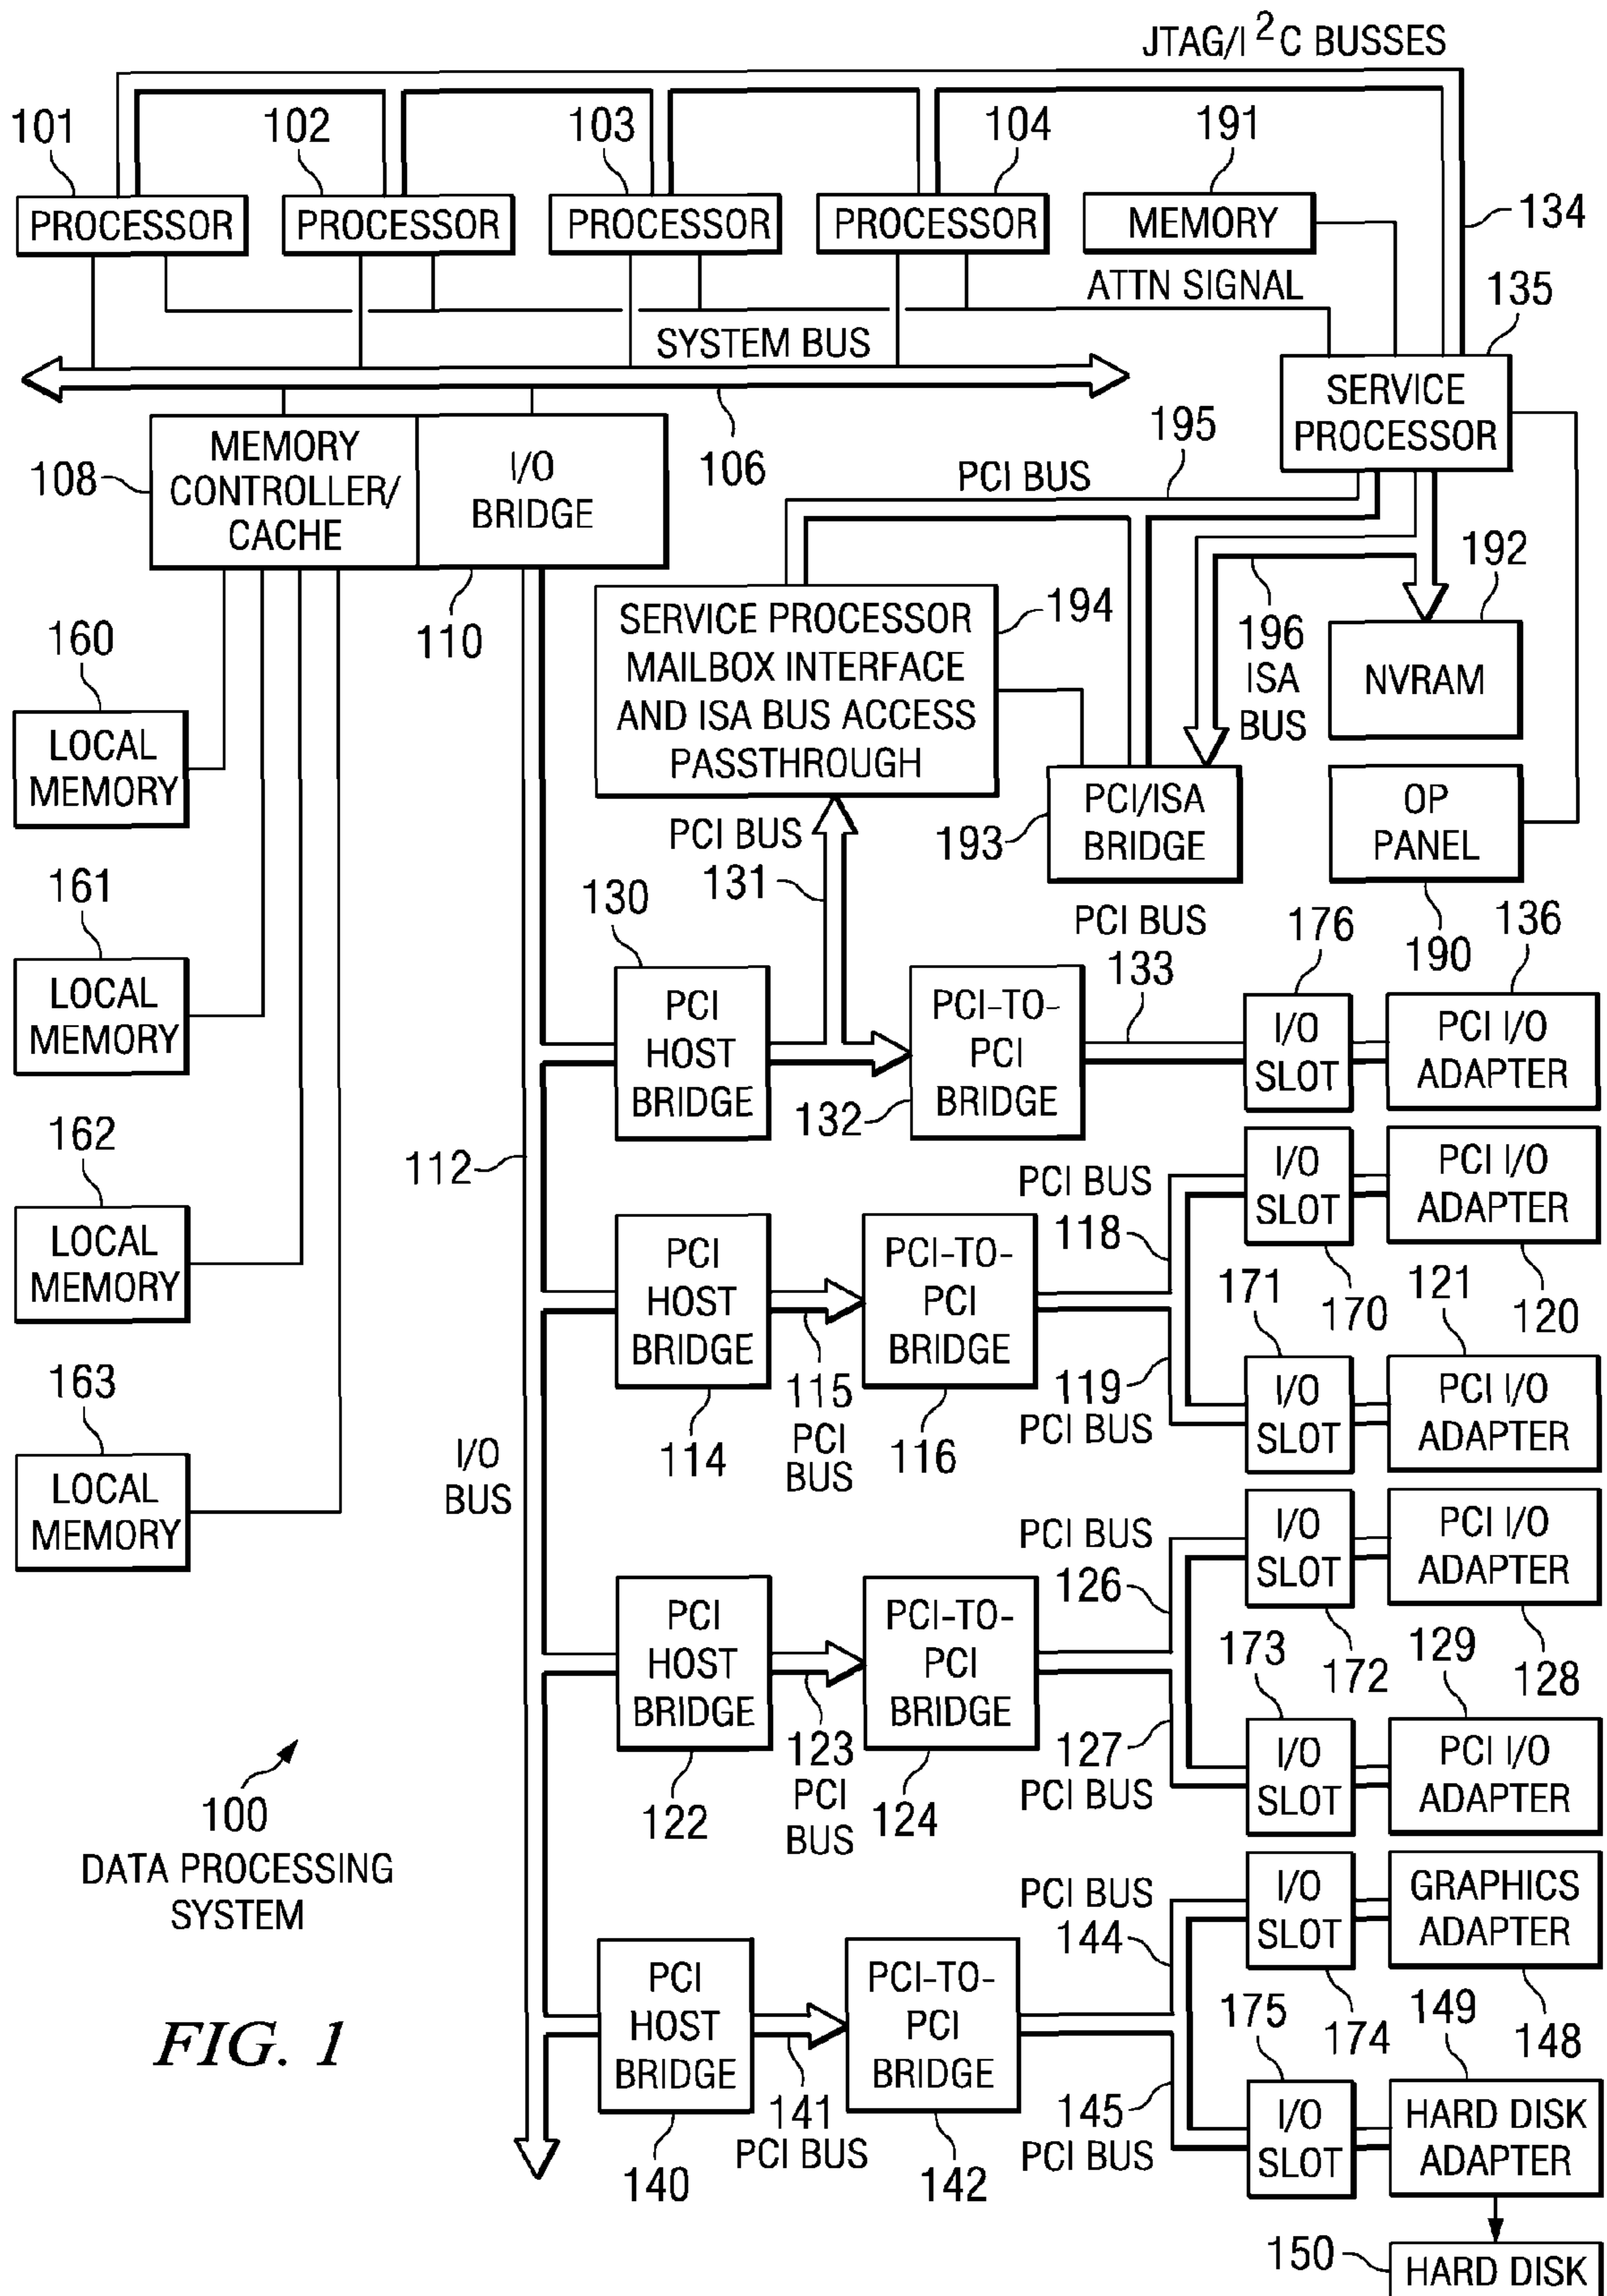 JTAG/I²C BUSSES
101
102
103
104
191
PROCESSOR
PROCESSOR
PROCESSOR
PROCESSOR
MEMORY
134
ATTN SIGNAL
135
SYSTEM BUS
SERVICE
PROCESSOR
106
108
MEMORY
CONTROLLER/
CACHE
I/O
BRIDGE
110
195
PCI BUS
192
196
ISA
BUS
NVRAM
194
SERVICE PROCESSOR
MAILBOX INTERFACE
AND ISA BUS ACCESS
PASSTHROUGH
193
PCI/ISA
BRIDGE
OP
PANEL
190
160
LOCAL
MEMORY
161
LOCAL
MEMORY
162
LOCAL
MEMORY
163
LOCAL
MEMORY
PCI BUS
131
130
PCI
HOST
BRIDGE
132
PCI-TO-
PCI
BRIDGE
PCI BUS
133
176
I/O
SLOT
136
PCI I/O
ADAPTER
112
I/O
BUS
PCI
HOST
BRIDGE
114
115
PCI
BUS
PCI-TO-
PCI
BRIDGE
116
PCI BUS
118
I/O
SLOT
170
PCI I/O
ADAPTER
120
119
PCI BUS
171
I/O
SLOT
121
PCI I/O
ADAPTER
PCI
HOST
BRIDGE
122
123
PCI
BUS
PCI-TO-
PCI
BRIDGE
124
PCI BUS
126
I/O
SLOT
172
PCI I/O
ADAPTER
128
127
PCI BUS
173
I/O
SLOT
129
PCI I/O
ADAPTER
100
DATA PROCESSING
SYSTEM
PCI
HOST
BRIDGE
140
141
PCI BUS
PCI-TO-
PCI
BRIDGE
142
PCI BUS
144
I/O
SLOT
174
GRAPHICS
ADAPTER
148
145
PCI BUS
175
I/O
SLOT
149
HARD DISK
ADAPTER
150
HARD DISK
FIG. 1